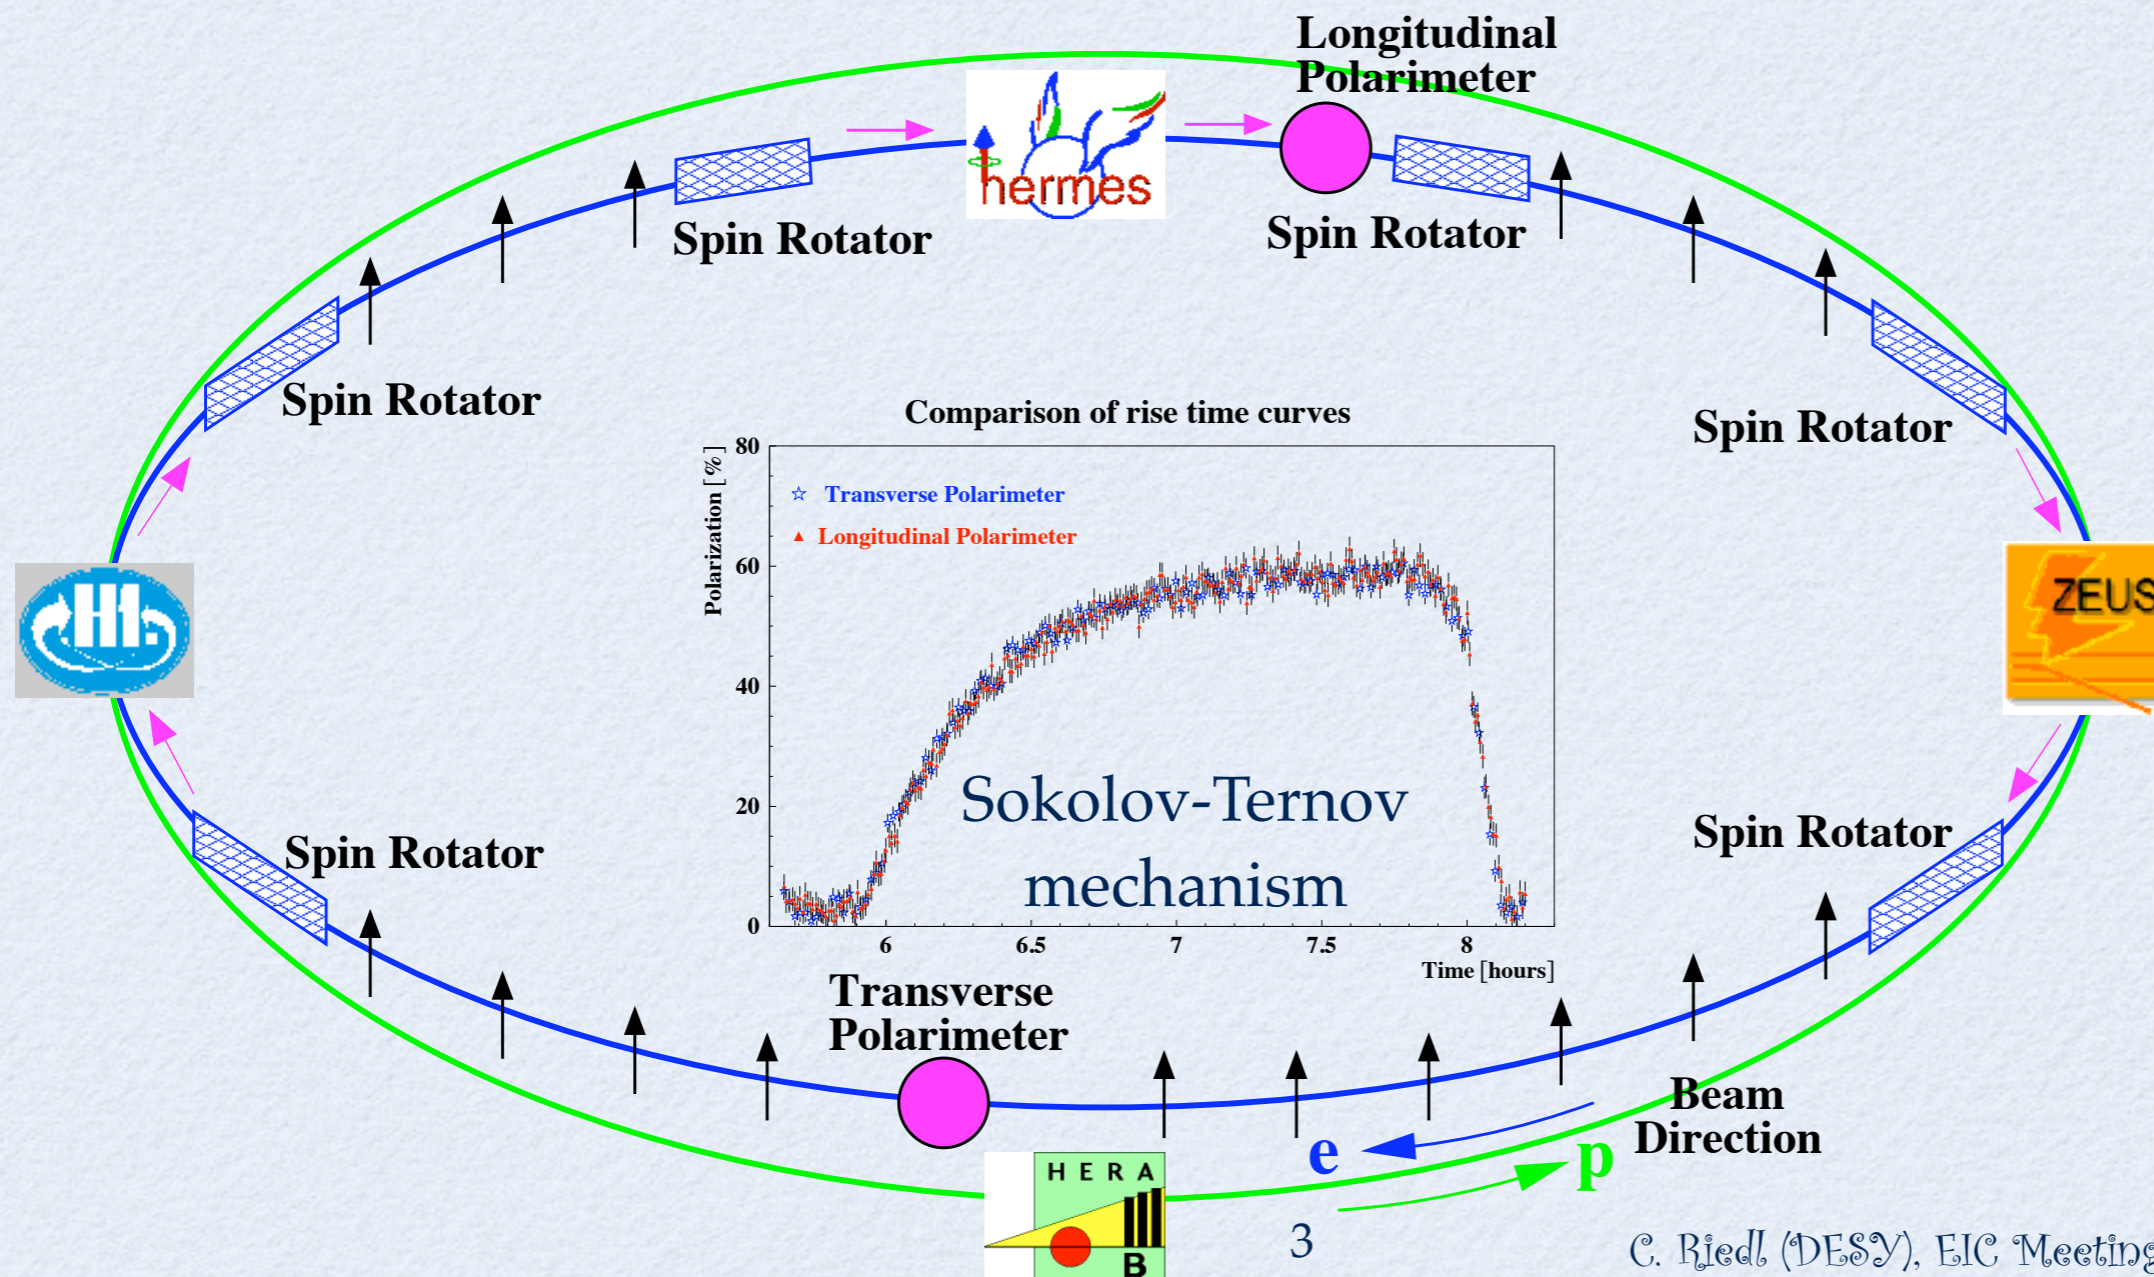 Longitudinal
Polarimeter
hermes
Spin Rotator
Spin Rotator
Spin Rotator
Spin Rotator
Comparison of rise time curves
Polarization [%]
80
60
40
20
0
☆ Transverse Polarimeter
▲ Longitudinal Polarimeter
H1
ZEUS
Sokolov-Ternov
mechanism
6 6.5 7 7.5 8
Time [hours]
Spin Rotator
Spin Rotator
Transverse
Polarimeter
Beam
Direction
e
p
HERA
B
3
C. Riedl (DESY), EIC Meeting